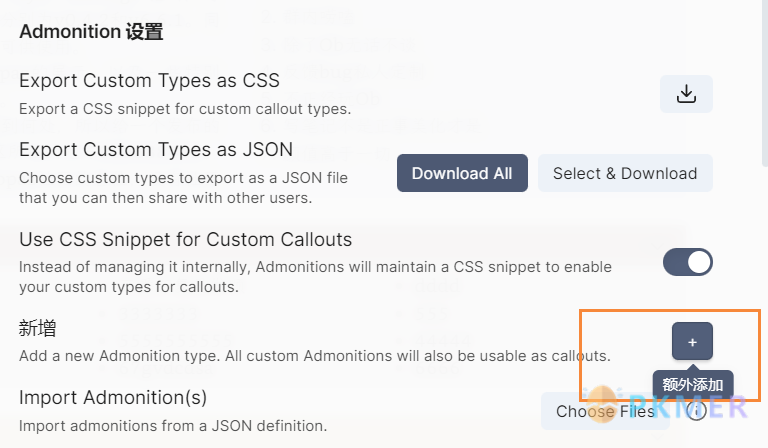 Admonition 设置
Export Custom Types as CSS
Export a CSS snippet for custom callout types.
Export Custom Types as JSON
Choose custom types to export as a JSON file
that you can then share with other users.
Download All
Select & Download
Use CSS Snippet for Custom Callouts
Instead of managing it internally, Admonitions will maintain a CSS snippet to enable
your custom types for callouts.
新增
Add a new Admonition type. All custom Admonitions will also be usable as callouts.
+
额外添加
Import Admonition(s)
Import admonitions from a JSON definition.
Choose Files
PKMER